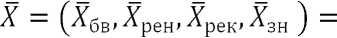 X̄ = (X̄бв, X̄рен, X̄рек, X̄зн) =